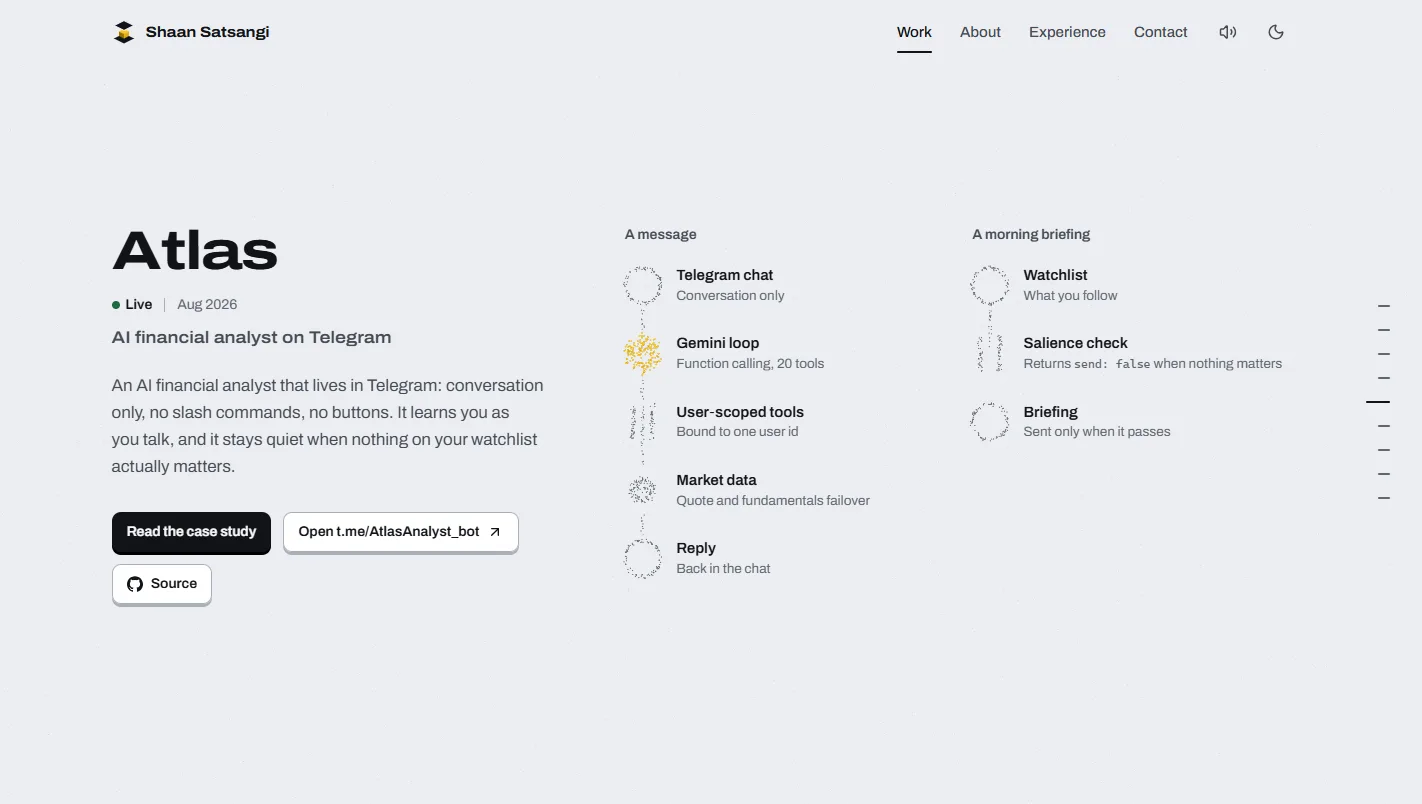 Shaan Satsangi
Work
About
Experience
Contact
Atlas
Live
Aug 2026
AI financial analyst on Telegram
An AI financial analyst that lives in Telegram: conversation
only, no slash commands, no buttons. It learns you as
you talk, and it stays quiet when nothing on your watchlist
actually matters.
Read the case study
Open t.me/AtlasAnalyst_bot
Source
A message
Telegram chat
Conversation only
Gemini loop
Function calling, 20 tools
User-scoped tools
Bound to one user id
Market data
Quote and fundamentals failover
Reply
Back in the chat
A morning briefing
Watchlist
What you follow
Salience check
Returns send: false when nothing matters
Briefing
Sent only when it passes